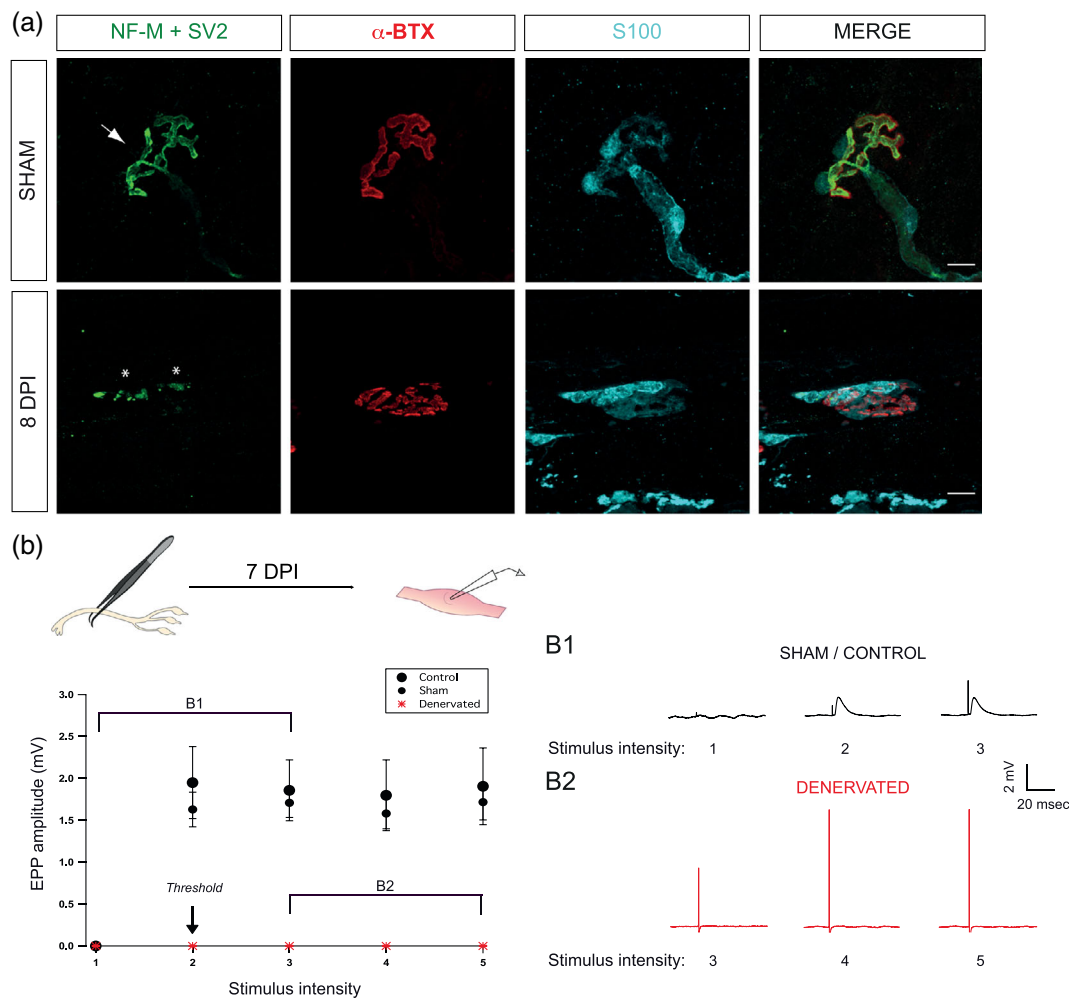 (a)
NF-M + SV2
α-BTX
S100
MERGE
SHAM
8 DPI
*
*
(b)
7 DPI
Control
Sham
Denervated
B1
3.0
2.5
2.0
1.5
1.0
0.5
0.0
EPP amplitude (mV)
Threshold
B2
1
2
3
4
5
Stimulus intensity
B1
SHAM / CONTROL
Stimulus intensity: 1 2 3
B2
DENERVATED
2 mV
20 msec
Stimulus intensity: 3 4 5